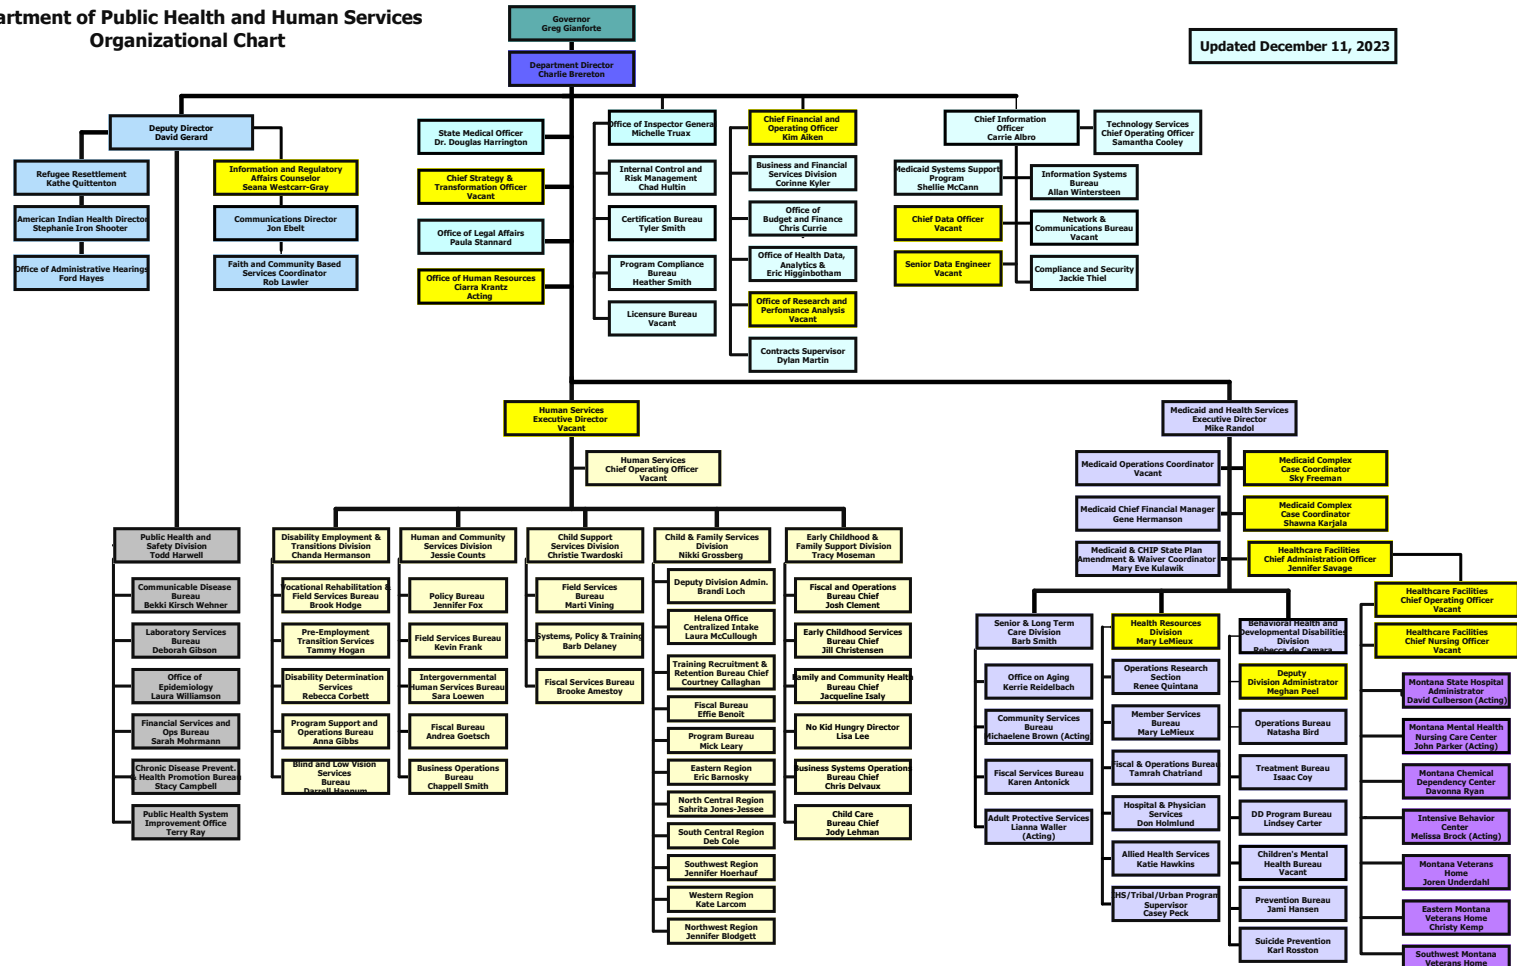 artment of Public Health and Human Services
Organizational Chart
Governor
Greg Gianforte
Department Director
Charlie Brereton
Updated December 11, 2023
Deputy Director
David Gerard
Refugee Resettlement
Kathe Quittenton
American Indian Health Director
Stephanie Iron Shooter
Office of Administrative Hearings
Ford Hayes
Information and Regulatory
Affairs Counselor
Seana Westcarr-Gray
Communications Director
Jon Ebelt
Faith and Community Based
Services Coordinator
Rob Lawler
State Medical Officer
Dr. Douglas Harrington
Chief Strategy &
Transformation Officer
Vacant
Office of Legal Affairs
Paula Stannard
Office of Human Resources
Ciarra Krantz
Acting
Office of Inspector General
Michelle Truax
Internal Control and
Risk Management
Chad Hultin
Certification Bureau
Tyler Smith
Program Compliance
Bureau
Heather Smith
Licensure Bureau
Vacant
Chief Financial and
Operating Officer
Kim Aiken
Business and Financial
Services Division
Corinne Kyler
Office of
Budget and Finance
Chris Currie
Office of Health Data,
Analytics &
Eric Higginbotham
Office of Research and
Perfomance Analysis
Vacant
Contracts Supervisor
Dylan Martin
Chief Information
Officer
Carrie Albro
Technology Services
Chief Operating Officer
Samantha Cooley
Medicaid Systems Support
Program
Shellie McCann
Chief Data Officer
Vacant
Senior Data Engineer
Vacant
Information Systems
Bureau
Allan Wintersteen
Network &
Communications Bureau
Vacant
Compliance and Security
Jackie Thiel
Human Services
Executive Director
Vacant
Human Services
Chief Operating Officer
Vacant
Medicaid and Health Services
Executive Director
Mike Randol
Medicaid Operations Coordinator
Vacant
Medicaid Complex
Case Coordinator
Sky Freeman
Medicaid Chief Financial Manager
Gene Hermanson
Medicaid Complex
Case Coordinator
Shawna Karjala
Medicaid & CHIP State Plan
Amendment & Waiver Coordinator
Mary Eve Kulawik
Healthcare Facilities
Chief Administration Officer
Jennifer Savage
Public Health and
Safety Division
Todd Harwell
Communicable Disease
Bureau
Bekki Kirsch Wehner
Laboratory Services
Bureau
Deborah Gibson
Office of
Epidemiology
Laura Williamson
Financial Services and
Ops Bureau
Sarah Mohrmann
Chronic Disease Prevent.
& Health Promotion Bureau
Stacy Campbell
Public Health System
Improvement Office
Terry Ray
Disability Employment &
Transitions Division
Chanda Hermanson
Vocational Rehabilitation &
Field Services Bureau
Brook Hodge
Pre-Employment
Transition Services
Tammy Hogan
Disability Determination
Services
Rebecca Corbett
Program Support and
Operations Bureau
Anna Gibbs
Blind and Low Vision
Services
Bureau
Darrell Hannum
Human and Community
Services Division
Jessie Counts
Policy Bureau
Jennifer Fox
Field Services Bureau
Kevin Frank
Intergovernmental
Human Services Bureau
Sara Loewen
Fiscal Bureau
Andrea Goetsch
Business Operations
Bureau
Chappell Smith
Child Support
Services Division
Christie Twardoski
Field Services
Bureau
Marti Vining
Systems, Policy & Training
Barb Delaney
Fiscal Services Bureau
Brooke Amestoy
Child & Family Services
Division
Nikki Grossberg
Deputy Division Admin.
Brandi Loch
Helena Office
Centralized Intake
Laura McCullough
Training Recruitment &
Retention Bureau Chief
Courtney Callaghan
Fiscal Bureau
Effie Benoit
Program Bureau
Mick Leary
Eastern Region
Eric Barnosky
North Central Region
Sahrita Jones-Jessee
South Central Region
Deb Cole
Southwest Region
Jennifer Hoerhauf
Western Region
Kate Larcom
Northwest Region
Jennifer Blodgett
Early Childhood &
Family Support Division
Tracy Moseman
Fiscal and Operations
Bureau Chief
Josh Clement
Early Childhood Services
Bureau Chief
Jill Christensen
Family and Community Health
Bureau Chief
Jacqueline Isaly
No Kid Hungry Director
Lisa Lee
Business Systems Operations
Bureau Chief
Chris Delvaux
Child Care
Bureau Chief
Jody Lehman
Senior & Long Term
Care Division
Barb Smith
Office on Aging
Kerrie Reidelbach
Community Services
Bureau
Michaelene Brown (Acting)
Fiscal Services Bureau
Karen Antonick
Adult Protective Services
Lianna Waller
(Acting)
Health Resources
Division
Mary LeMieux
Operations Research
Section
Renee Quintana
Member Services
Bureau
Mary LeMieux
Fiscal & Operations Bureau
Tamrah Chatriand
Hospital & Physician
Services
Don Holmlund
Allied Health Services
Katie Hawkins
IHS/Tribal/Urban Program
Supervisor
Casey Peck
Behavioral Health and
Developmental Disabilities
Division
Rebecca de Camara
Deputy
Division Administrator
Meghan Peel
Operations Bureau
Natasha Bird
Treatment Bureau
Isaac Coy
DD Program Bureau
Lindsey Carter
Children's Mental
Health Bureau
Vacant
Prevention Bureau
Jami Hansen
Suicide Prevention
Karl Rosston
Healthcare Facilities
Chief Operating Officer
Vacant
Healthcare Facilities
Chief Nursing Officer
Vacant
Montana State Hospital
Administrator
David Culberson (Acting)
Montana Mental Health
Nursing Care Center
John Parker (Acting)
Montana Chemical
Dependency Center
Davonna Ryan
Intensive Behavior
Center
Melissa Brock (Acting)
Montana Veterans
Home
Joren Underdahl
Eastern Montana
Veterans Home
Christy Kemp
Southwest Montana
Veterans Home